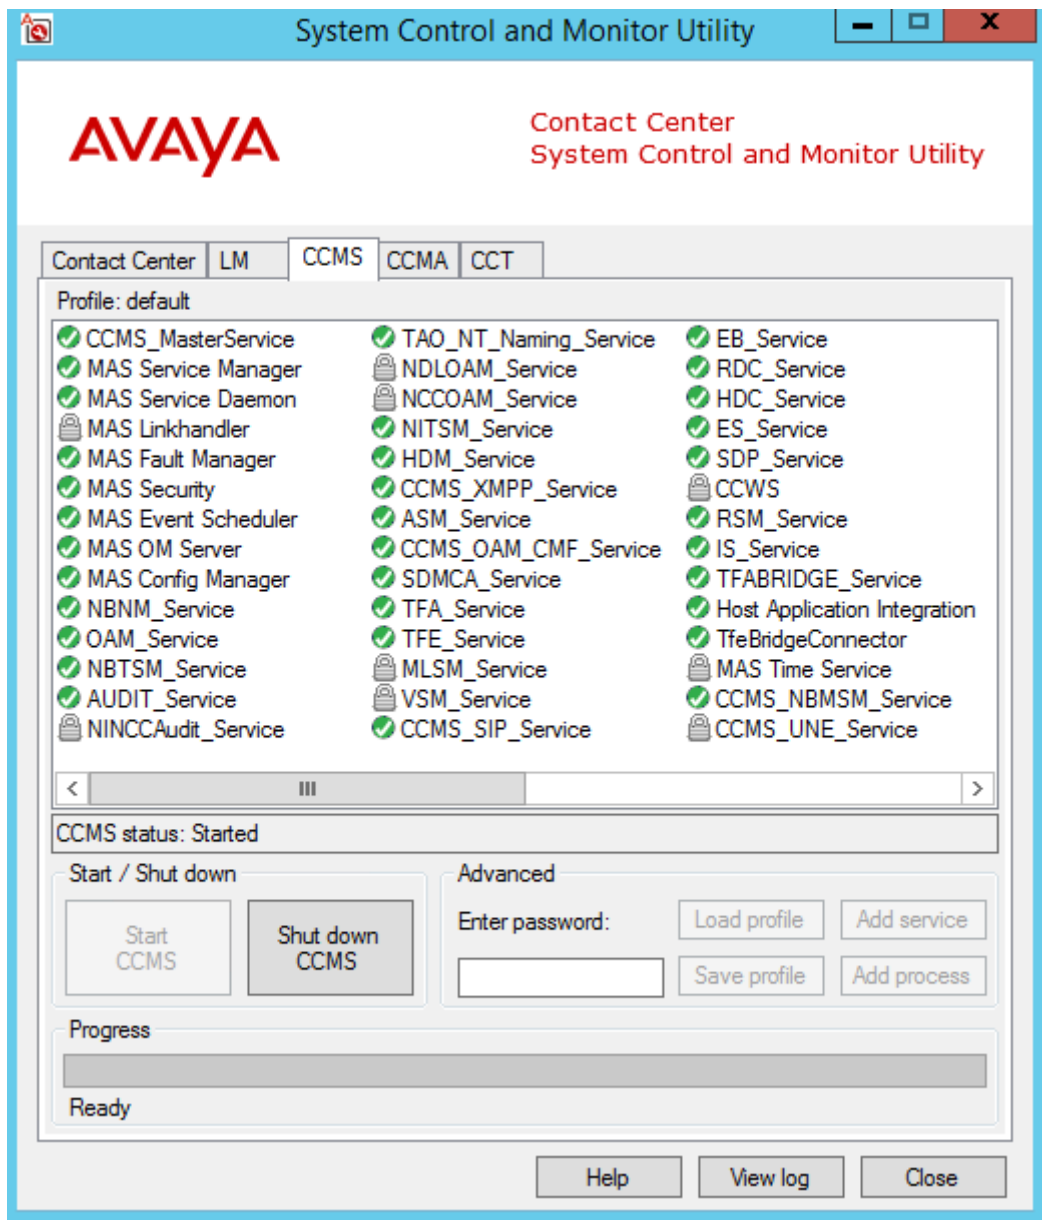 System Control and Monitor Utility
AVAYA
Contact Center
System Control and Monitor Utility
Contact Center LM CCMS CCMA CCT
Profile: default
CCMS_MasterService TAO_NT_Naming_Service EB_Service
MAS Service Manager NDLOAM_Service RDC_Service
MAS Service Daemon NCCOAM_Service HDC_Service
MAS Linkhandler NITSM_Service ES_Service
MAS Fault Manager HDM_Service SDP_Service
MAS Security CCMS_XMPP_Service CCWS
MAS Event Scheduler ASM_Service RSM_Service
MAS OM Server CCMS_OAM_CMF_Service IS_Service
MAS Config Manager SDMCA_Service TFABRIDGE_Service
NBNM_Service TFA_Service Host Application Integration
OAM_Service TFE_Service TfeBridgeConnector
NBTSM_Service MLSM_Service MAS Time Service
AUDIT_Service VSM_Service CCMS_NBMSM_Service
NINCCAudit_Service CCMS_SIP_Service CCMS_UNE_Service
CCMS status: Started
Start / Shut down Advanced
Enter password: Load profile Add service
Start
CCMS
Shut down
CCMS
Save profile Add process
Progress
Ready
Help View log Close